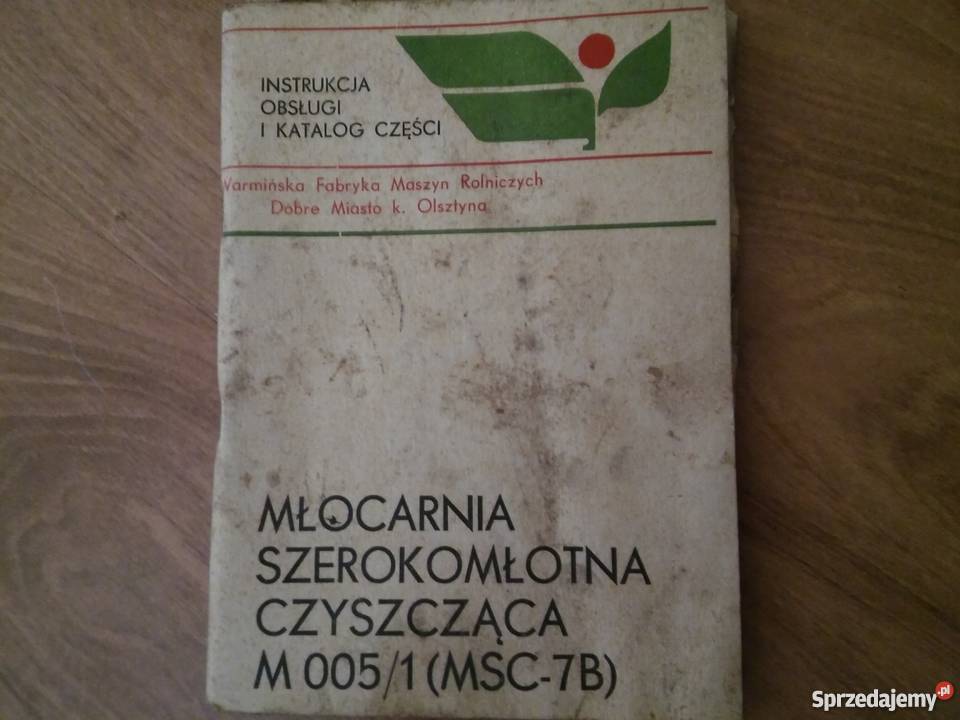 INSTRUKCJA
OBSŁUGI
I KATALOG CZĘŚCI
Warmińska Fabryka Maszyn Rolniczych
Dobre Miasto k. Olsztyna
MŁOCARNIA
SZEROKOMŁOTNA
CZYSZCZĄCA
M 005/1 (MSC-7B)
Sprzedajemy.pl